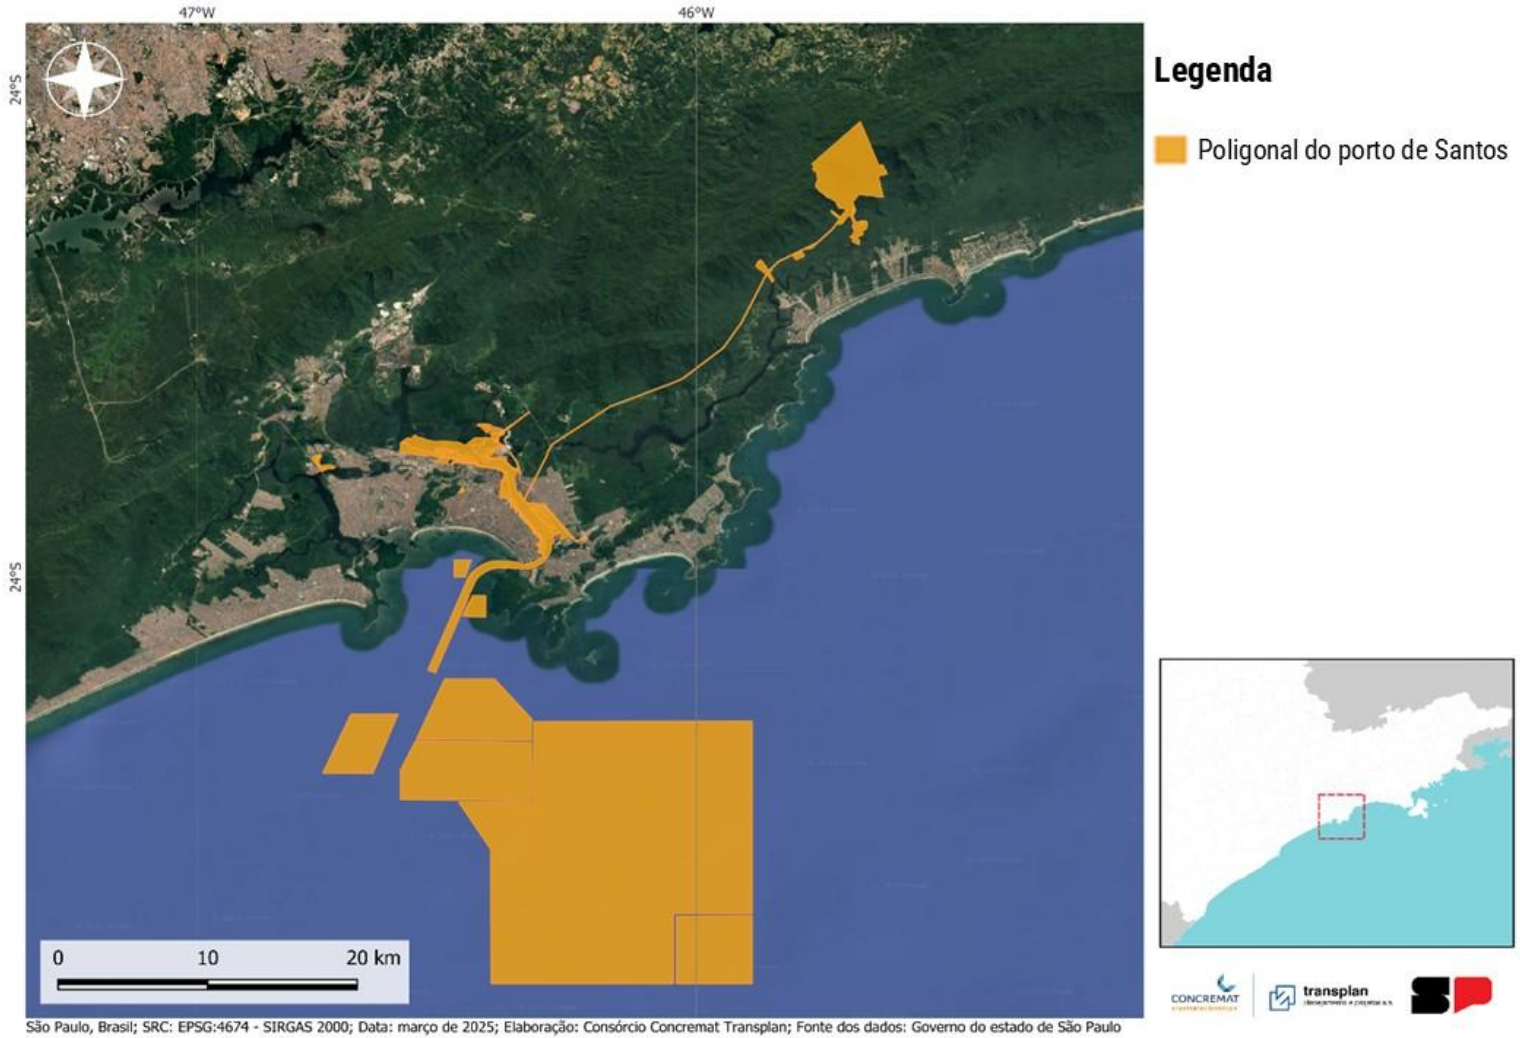 47°W
46°W
24°S
24°S
Legenda
Poligonal do porto de Santos
0 10 20 km
CONCREMAT
transplan
SP
São Paulo, Brasil; SRC: EPSG:4674 - SIRGAS 2000; Data: março de 2025; Elaboração: Consórcio Concremat Transplan; Fonte dos dados: Governo do estado de São Paulo